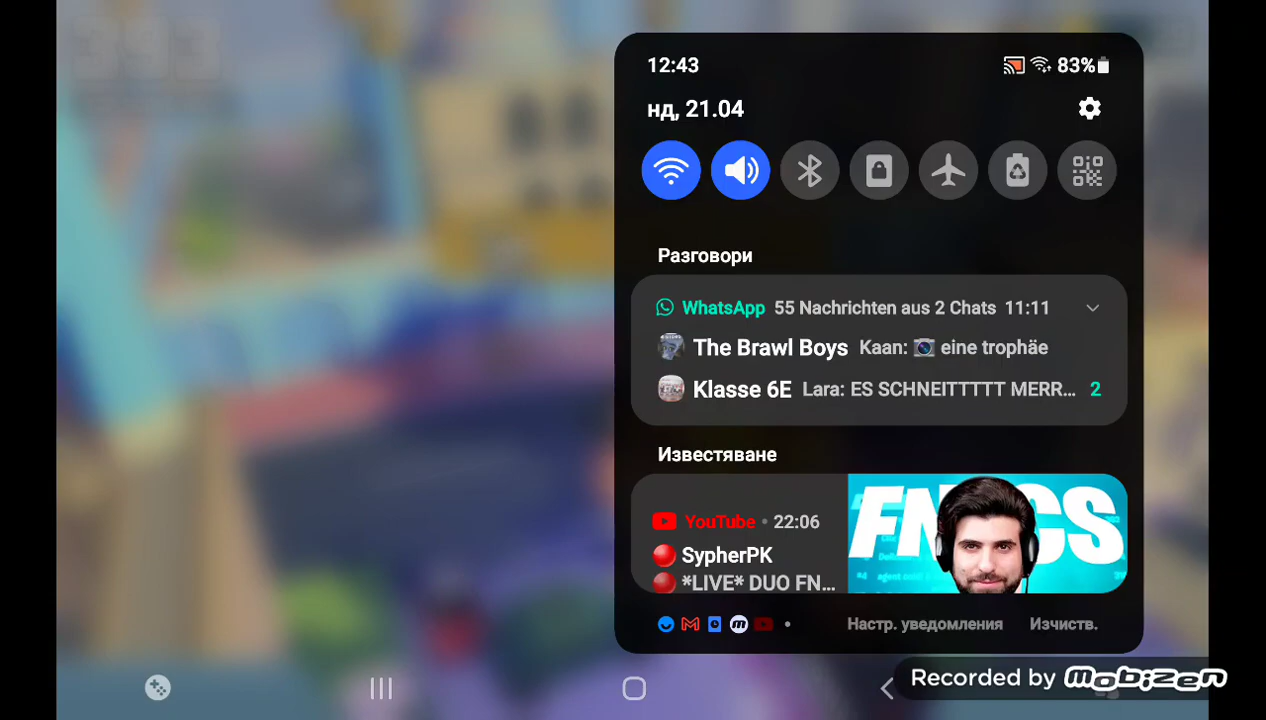 393
12:43
83%
нд, 21.04
Разговори
WhatsApp 55 Nachrichten aus 2 Chats 11:11
The Brawl Boys Kaan: 📷 eine trophäe
Klasse 6E Lara: ES SCHNEITTTTT MERR... 2
Известяване
YouTube • 22:06
SypherPK
*LIVE* DUO FN...
FNCS
Настр. уведомления Изчиств.
Recorded by mobizen